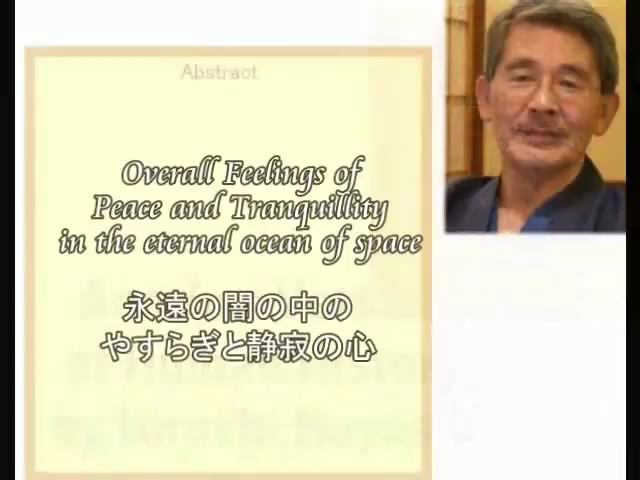 Abstract
Overall Feelings of
Peace and Tranquillity
in the eternal ocean of space
永遠の闇の中の
やすらぎと静寂の心